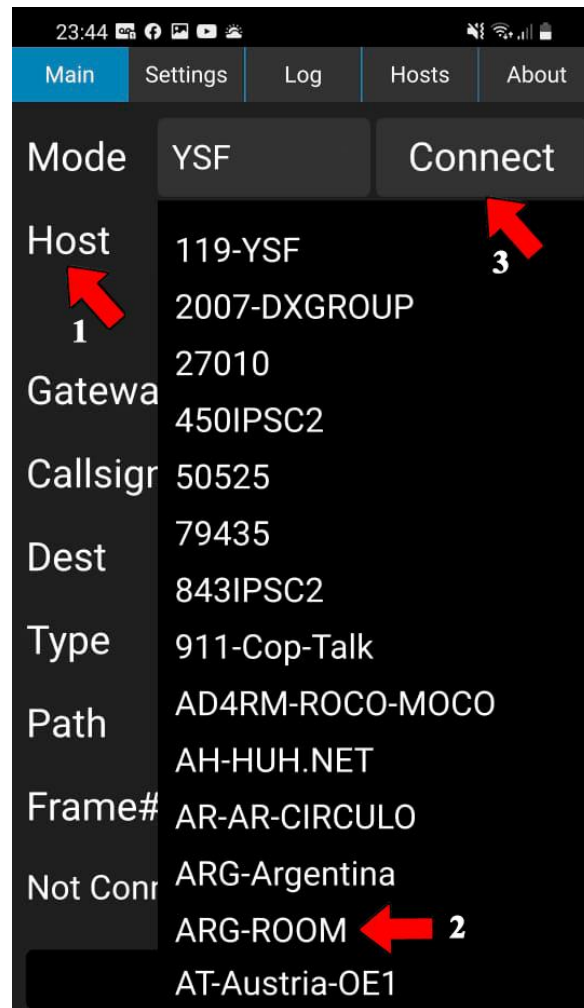 23:44
Main Settings Log Hosts About
Mode YSF Connect
Host
119-YSF
3
2007-DXGROUP
1
27010
Gatewa
450IPSC2
Callsign
50525
79435
Dest
843IPSC2
Type
911-Cop-Talk
AD4RM-ROCO-MOCO
Path
AH-HUH.NET
Frame#
AR-AR-CIRCULO
Not Conn
ARG-Argentina
ARG-ROOM 2
AT-Austria-OE1